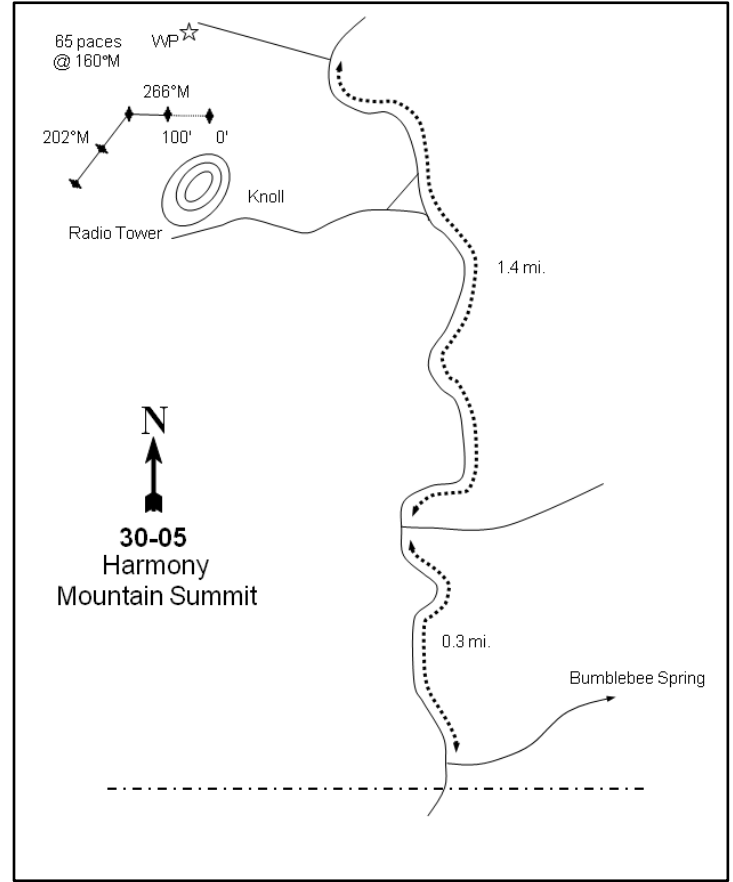 65 paces
@ 160°M
WP
266°M
202°M
100'
0'
Knoll
Radio Tower
1.4 mi.
N
30-05
Harmony
Mountain Summit
0.3 mi.
Bumblebee Spring